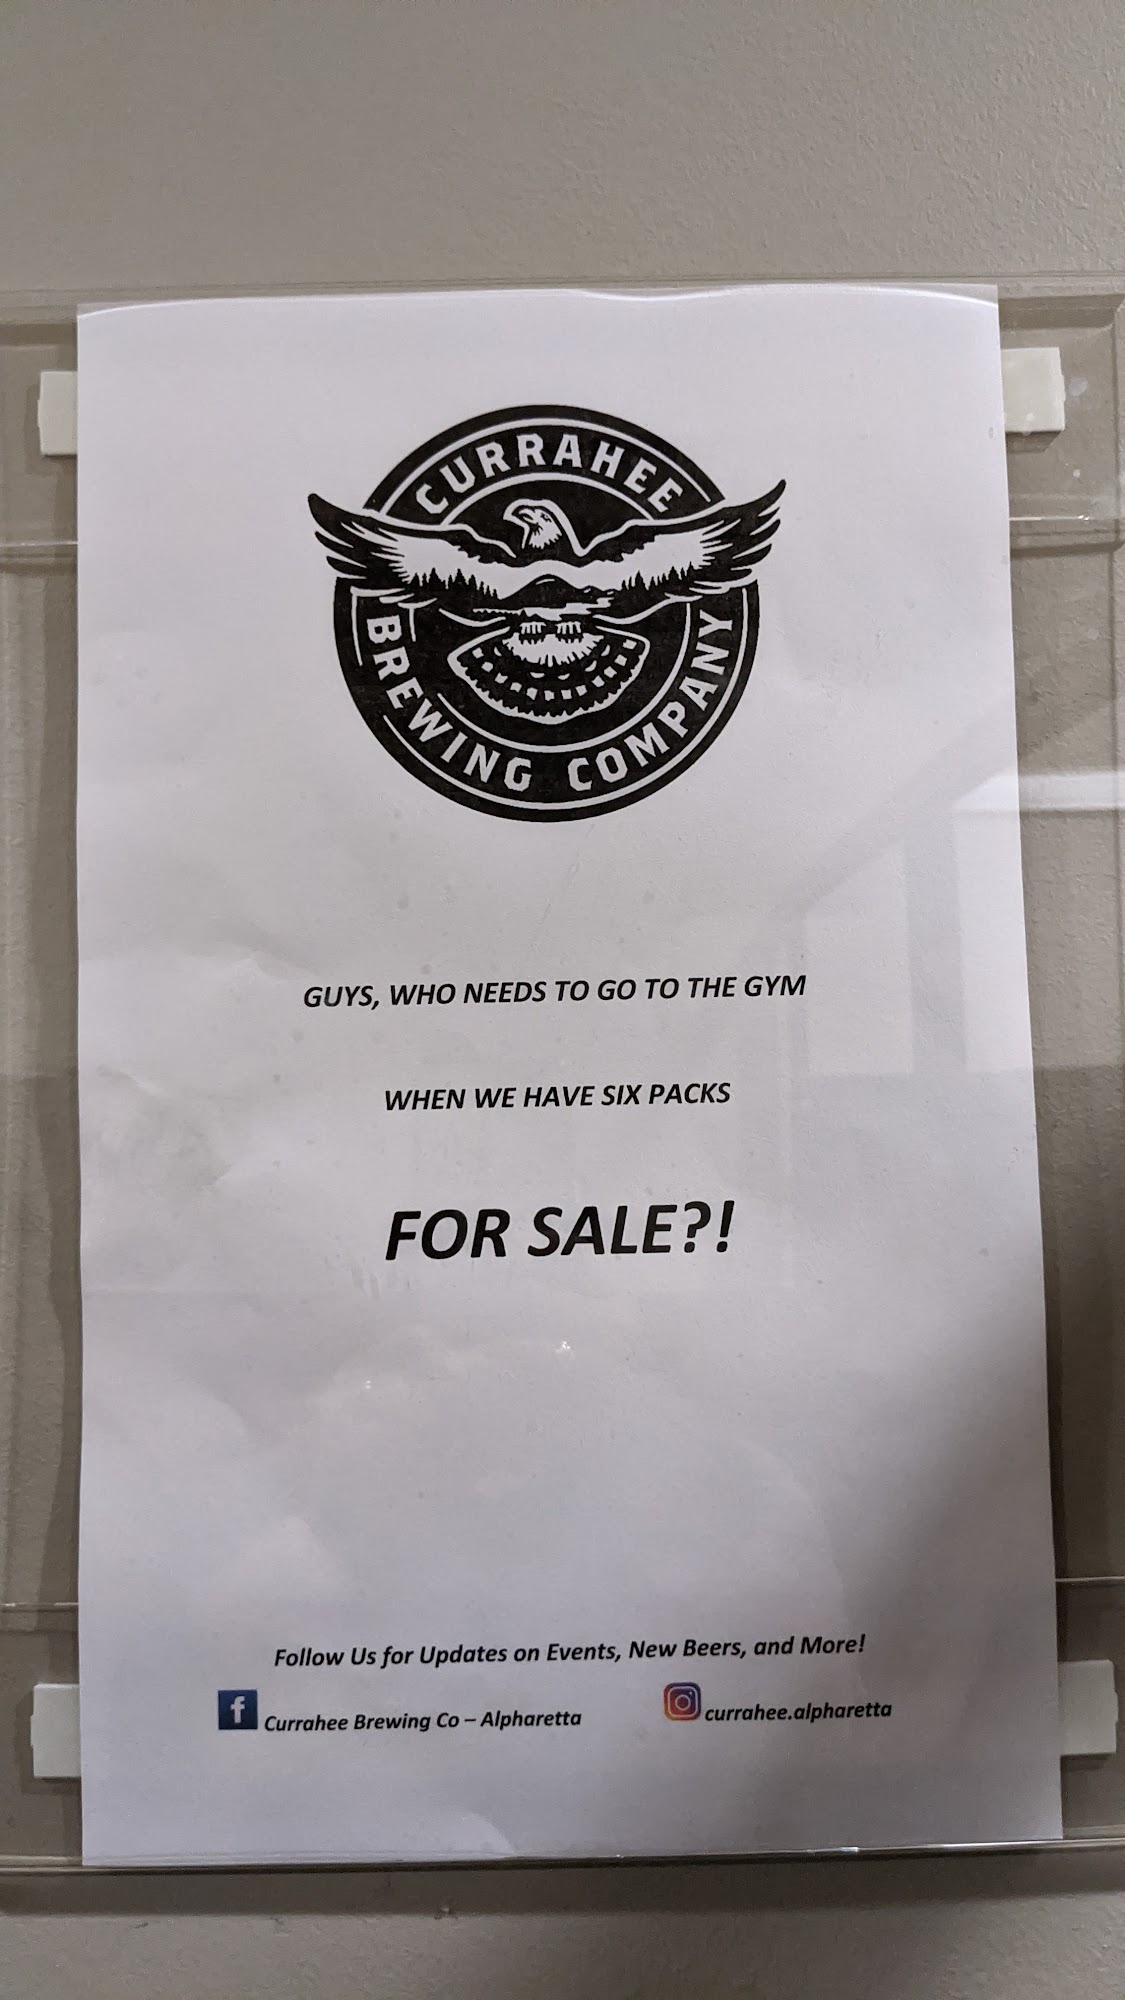 CURRAHEE
BREWING COMPANY
GUYS, WHO NEEDS TO GO TO THE GYM
WHEN WE HAVE SIX PACKS
FOR SALE?!
Follow Us for Updates on Events, New Beers, and More!
f Currahee Brewing Co – Alpharetta
currahee.alpharetta